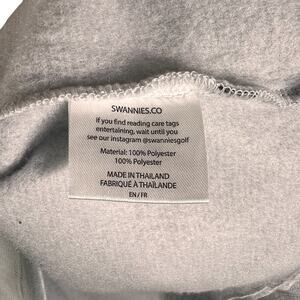 SWANNIES.CO
If you find reading care tags
entertaining, wait until you
see our instagram @swanniesgolf
Material: 100% Polyester
100% Polyester
MADE IN THAILAND
FABRIQUÉ À THAÏLANDE
EN / FR